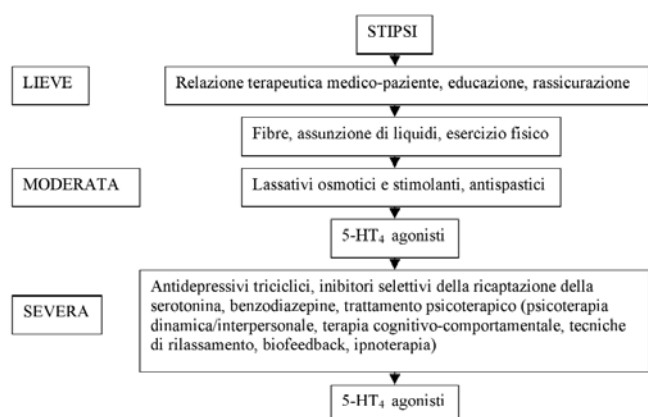 STIPSI
LIEVE
Relazione terapeutica medico-paziente, educazione, rassicurazione
Fibre, assunzione di liquidi, esercizio fisico
MODERATA
Lassativi osmotici e stimolanti, antispastici
5-HT₄ agonisti
Antidepressivi triciclici, inibitori selettivi della ricaptazione della
serotonina, benzodiazepine, trattamento psicoterapico (psicoterapia
SEVERA
dinamica/interpersonale, terapia cognitivo-comportamentale, tecniche
di rilassamento, biofeedback, ipnoterapia)
5-HT₄ agonisti